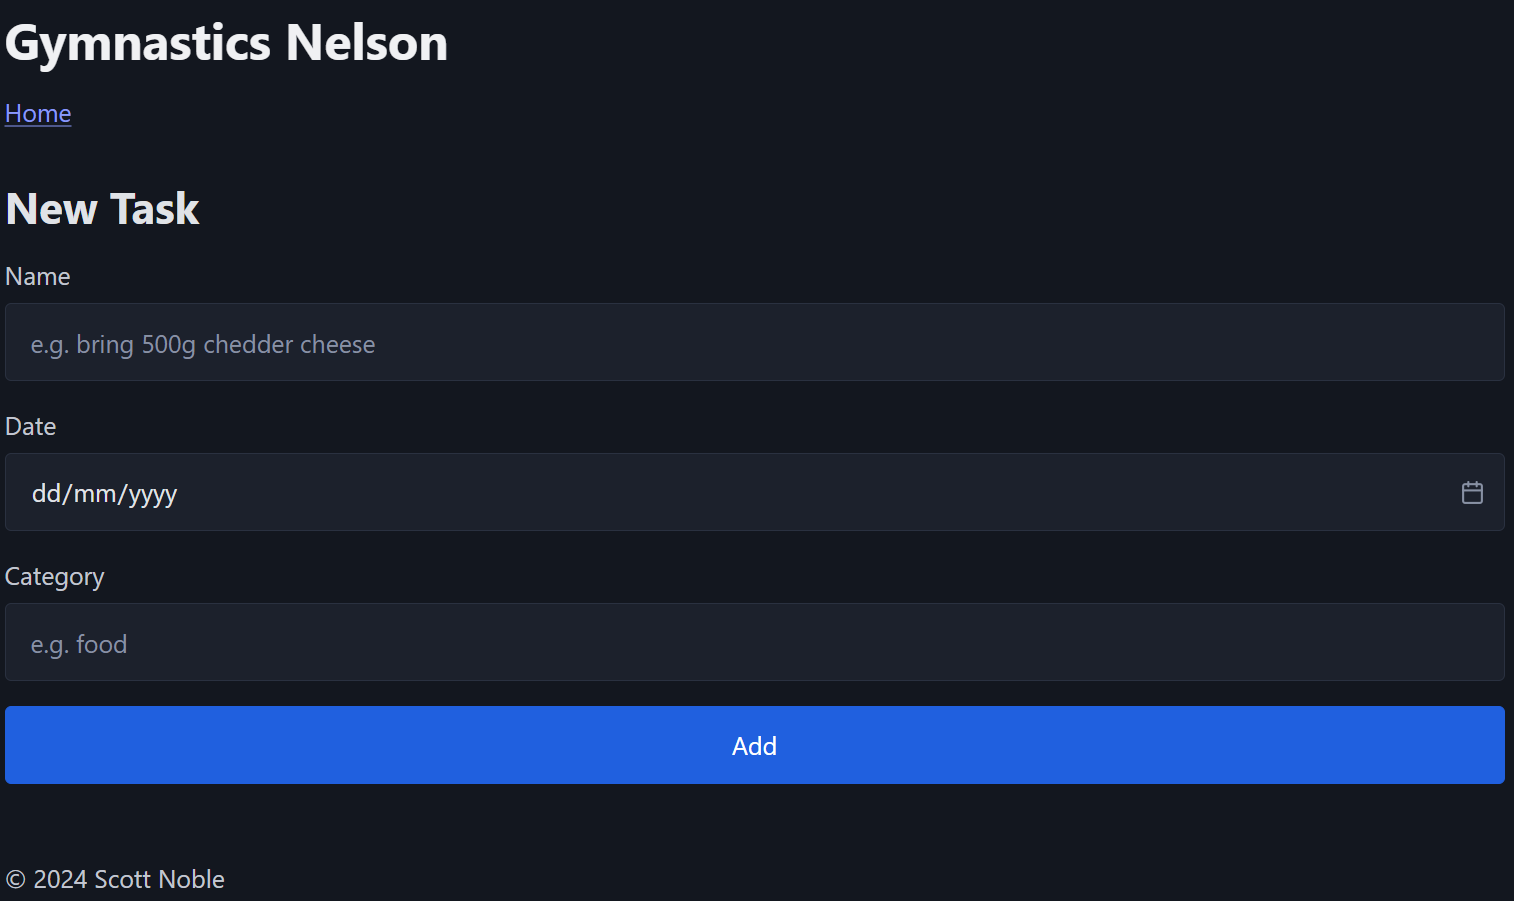 Gymnastics Nelson
Home
New Task
Name
e.g. bring 500g chedder cheese
Date
dd/mm/yyyy
Category
e.g. food
Add
© 2024 Scott Noble